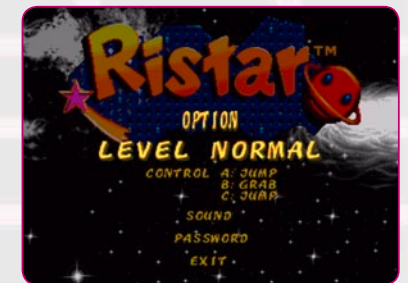 Ristar™
OPTION
LEVEL NORMAL
CONTROL A: JUMP
B: GRAB
C: JUMP
SOUND
PASSWORD
EXIT